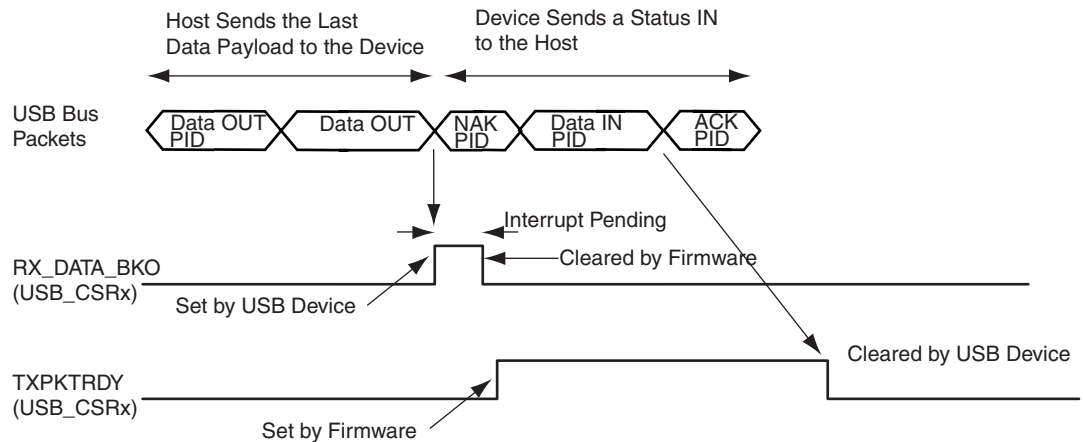 Host Sends the Last
Data Payload to the Device
Device Sends a Status IN
to the Host
USB Bus
Packets
Data OUT
PID
Data OUT
NAK
PID
Data IN
PID
ACK
PID
Interrupt Pending
RX_DATA_BKO
(USB_CSRx)
Cleared by Firmware
Set by USB Device
Cleared by USB Device
TXPKTRDY
(USB_CSRx)
Set by Firmware